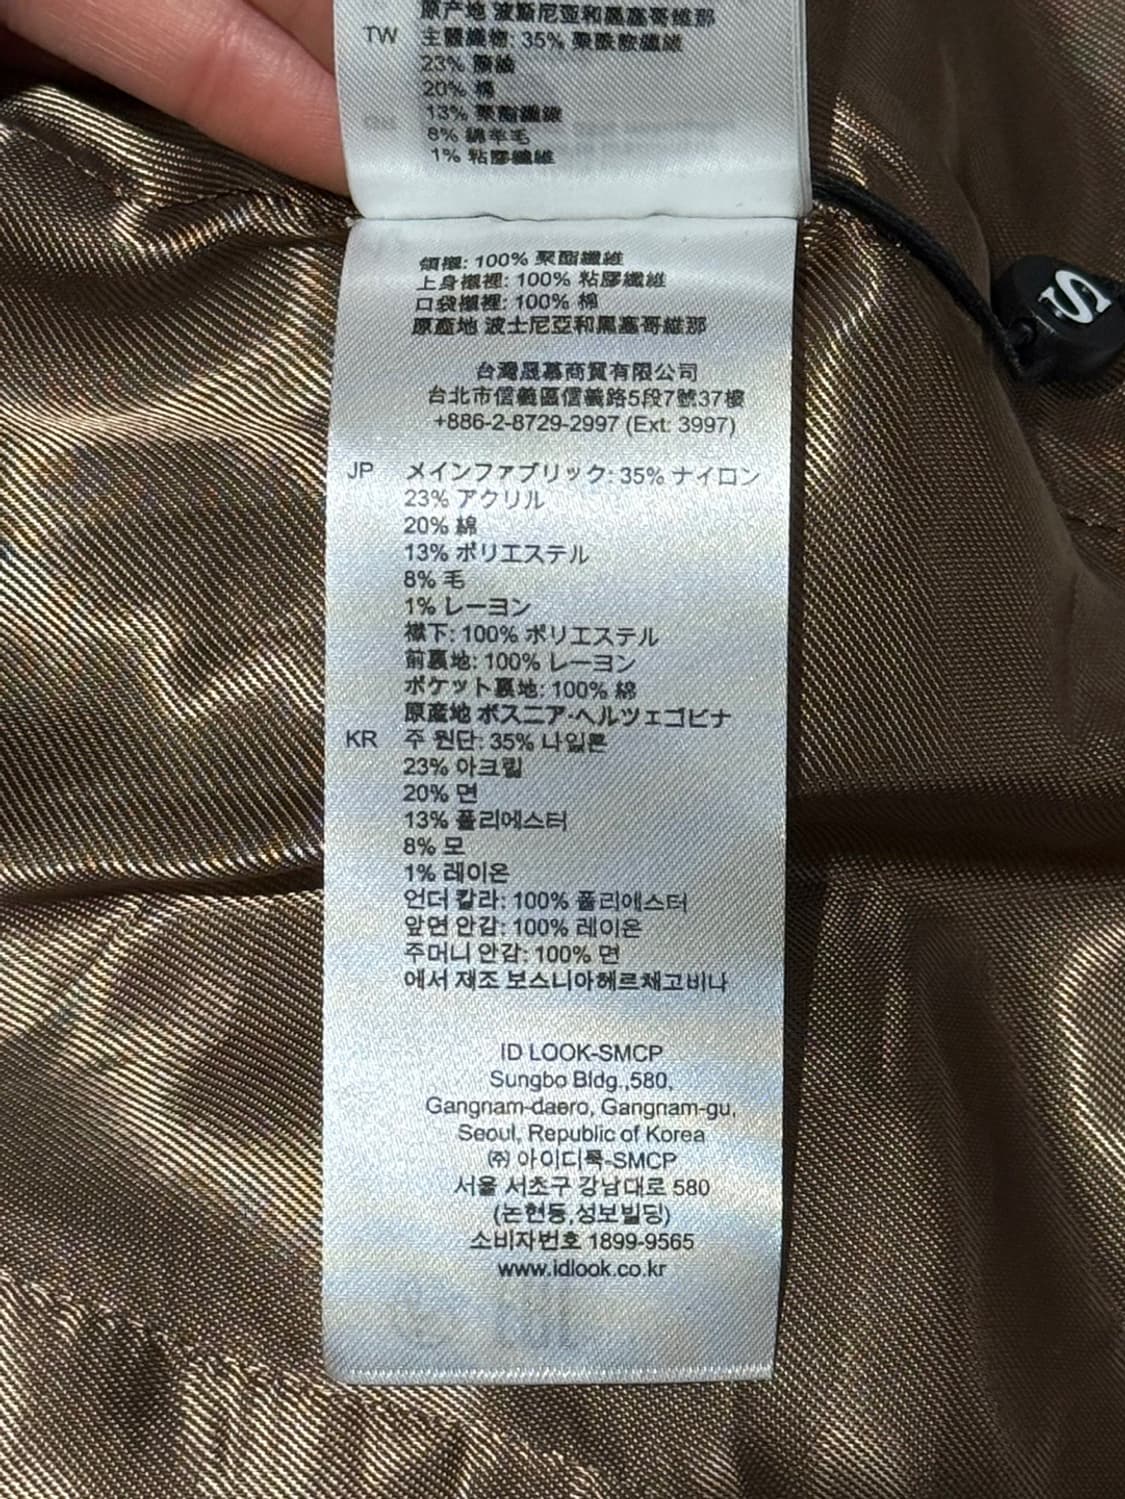 原产地 波斯尼亚和黑塞哥维那
TW 主體織物: 35% 聚酰胺纖維
23% 腈綸
20% 棉
13% 聚酯纖維
8% 綿羊毛
1% 粘膠纖維
領襯: 100% 聚酯纖維
上身襯裡: 100% 粘膠纖維
口袋襯裡: 100% 棉
原產地 波士尼亞和黑塞哥維那
台灣晟慕商貿有限公司
台北市信義區信義路5段7號37樓
+886-2-8729-2997 (Ext: 3997)
JP メインファブリック: 35% ナイロン
23% アクリル
20% 綿
13% ポリエステル
8% 毛
1% レーヨン
襟下: 100% ポリエステル
前裏地: 100% レーヨン
ポケット裏地: 100% 綿
原産地 ボスニア·ヘルツェゴビナ
KR 주 원단: 35% 나일론
23% 아크릴
20% 면
13% 폴리에스터
8% 모
1% 레이온
언더 칼라: 100% 폴리에스터
앞면 안감: 100% 레이온
주머니 안감: 100% 면
에서 제조 보스니아헤르체고비나
ID LOOK-SMCP
Sungbo Bldg.,580,
Gangnam-daero, Gangnam-gu,
Seoul, Republic of Korea
㈜ 아이디룩-SMCP
서울 서초구 강남대로 580
(논현동,성보빌딩)
소비자번호 1899-9565
www.idlook.co.kr
S